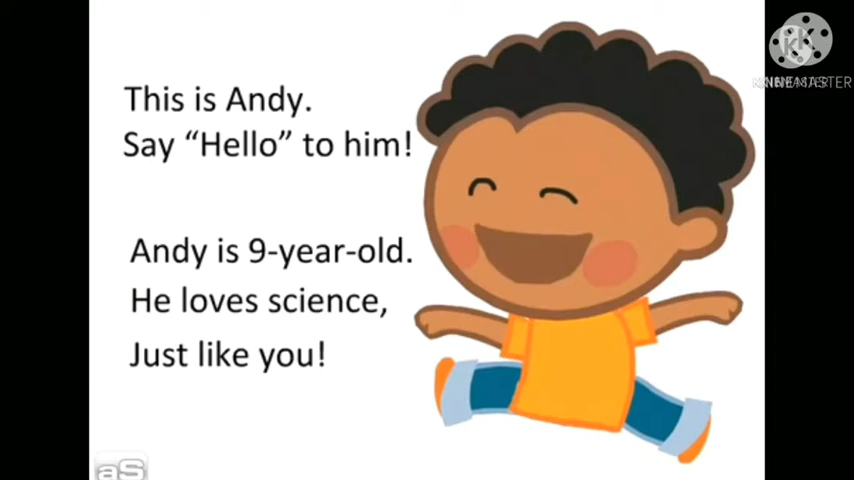 This is Andy.
Say “Hello” to him!
Andy is 9-year-old.
He loves science,
Just like you!
KK
KINEMASTER
aS